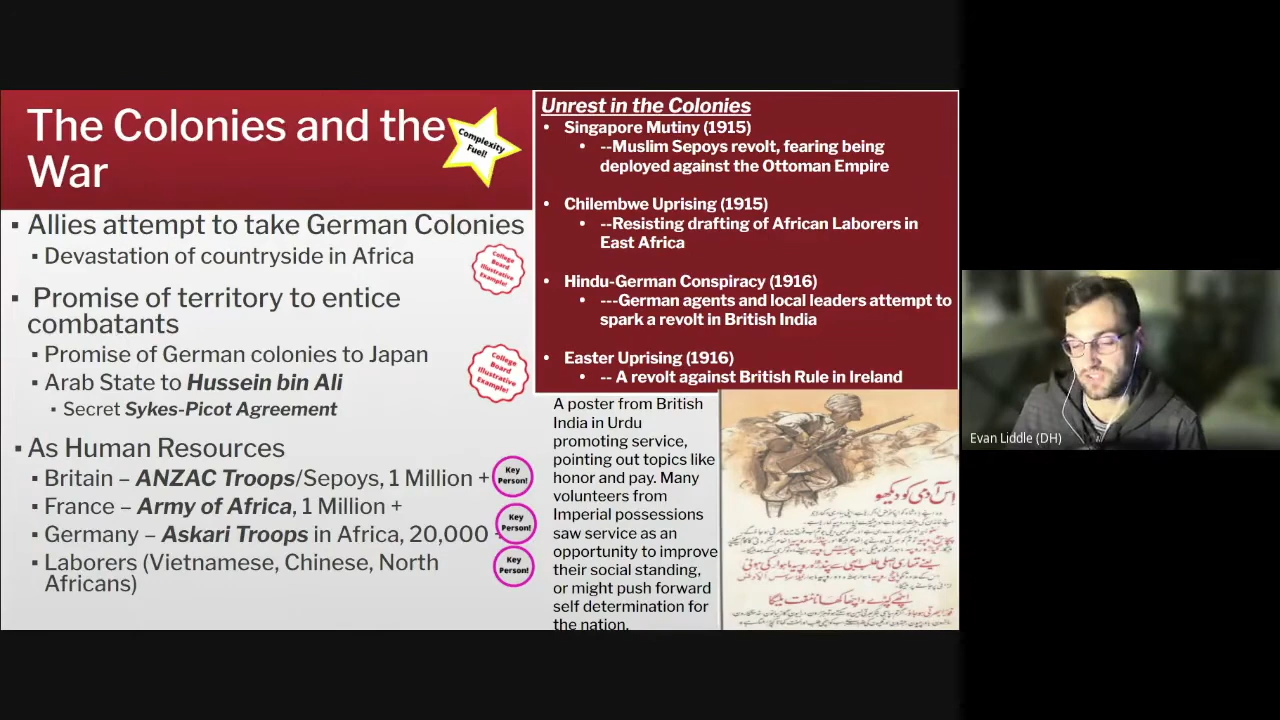 The Colonies and the
War
Complexity
Fuel!
▪ Allies attempt to take German Colonies
▪ Devastation of countryside in Africa
College
Board
Illustrative
Example!
▪ Promise of territory to entice
combatants
▪ Promise of German colonies to Japan
▪ Arab State to Hussein bin Ali
▪ Secret Sykes-Picot Agreement
College
Board
Illustrative
Example!
▪ As Human Resources
▪ Britain – ANZAC Troops/Sepoys, 1 Million +
Key
Person!
▪ France – Army of Africa, 1 Million +
Key
Person!
▪ Germany – Askari Troops in Africa, 20,000
▪ Laborers (Vietnamese, Chinese, North
Africans)
Key
Person!
Unrest in the Colonies
• Singapore Mutiny (1915)
• --Muslim Sepoys revolt, fearing being
deployed against the Ottoman Empire
• Chilembwe Uprising (1915)
• --Resisting drafting of African Laborers in
East Africa
• Hindu-German Conspiracy (1916)
• ---German agents and local leaders attempt to
spark a revolt in British India
• Easter Uprising (1916)
• -- A revolt against British Rule in Ireland
A poster from British
India in Urdu
promoting service,
pointing out topics like
honor and pay. Many
volunteers from
Imperial possessions
saw service as an
opportunity to improve
their social standing,
or might push forward
self determination for
the nation.
اس آدمی کو دیکھو
Evan Liddle (DH)